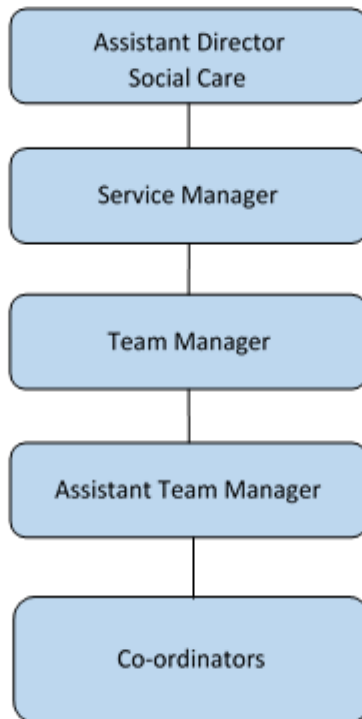 Assistant Director
Social Care
Service Manager
Team Manager
Assistant Team Manager
Co-ordinators